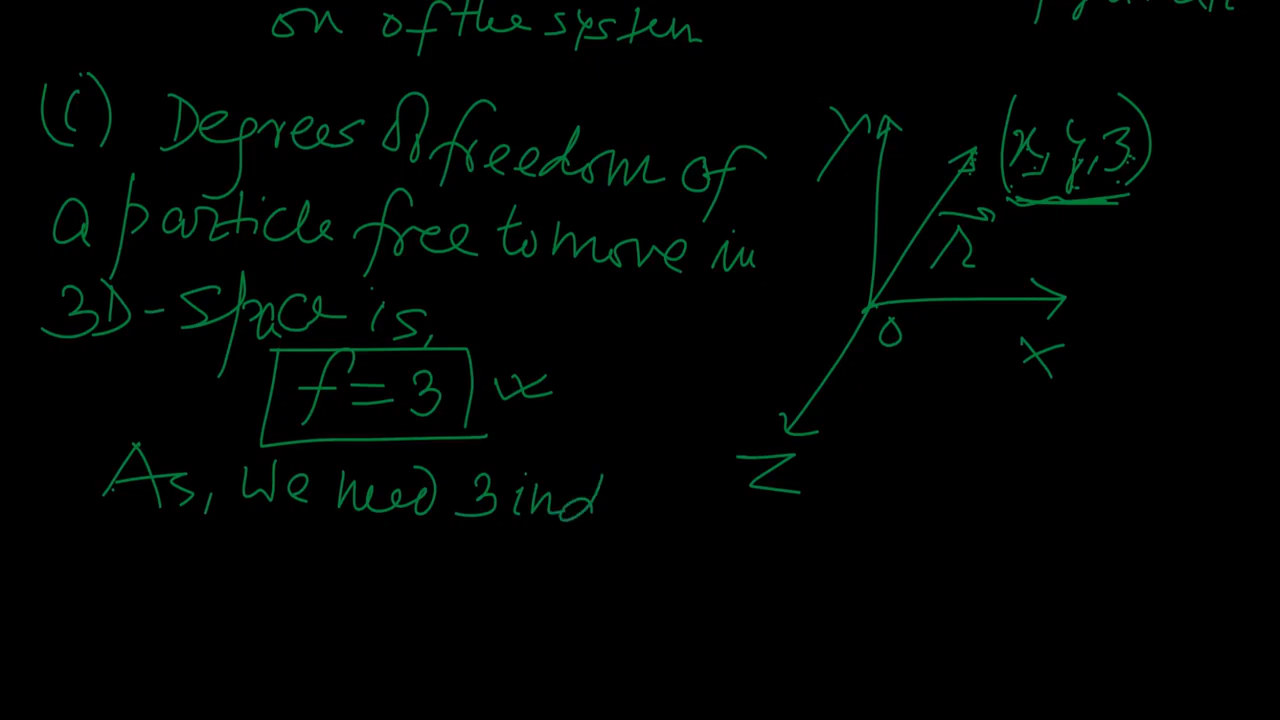 on of the system
(i) Degrees of freedom of
a particle free to move in
3D-space is,
f = 3
As, we need 3 ind
Y
(x, y, z)
r
O
X
Z